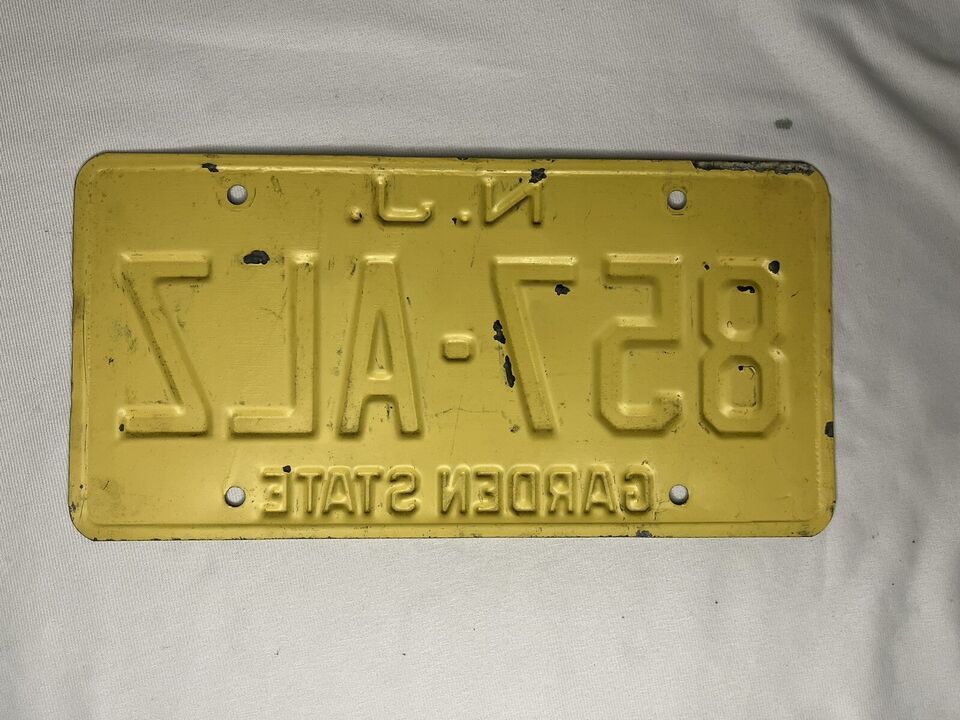 N.J.
857-ALZ
GARDEN STATE